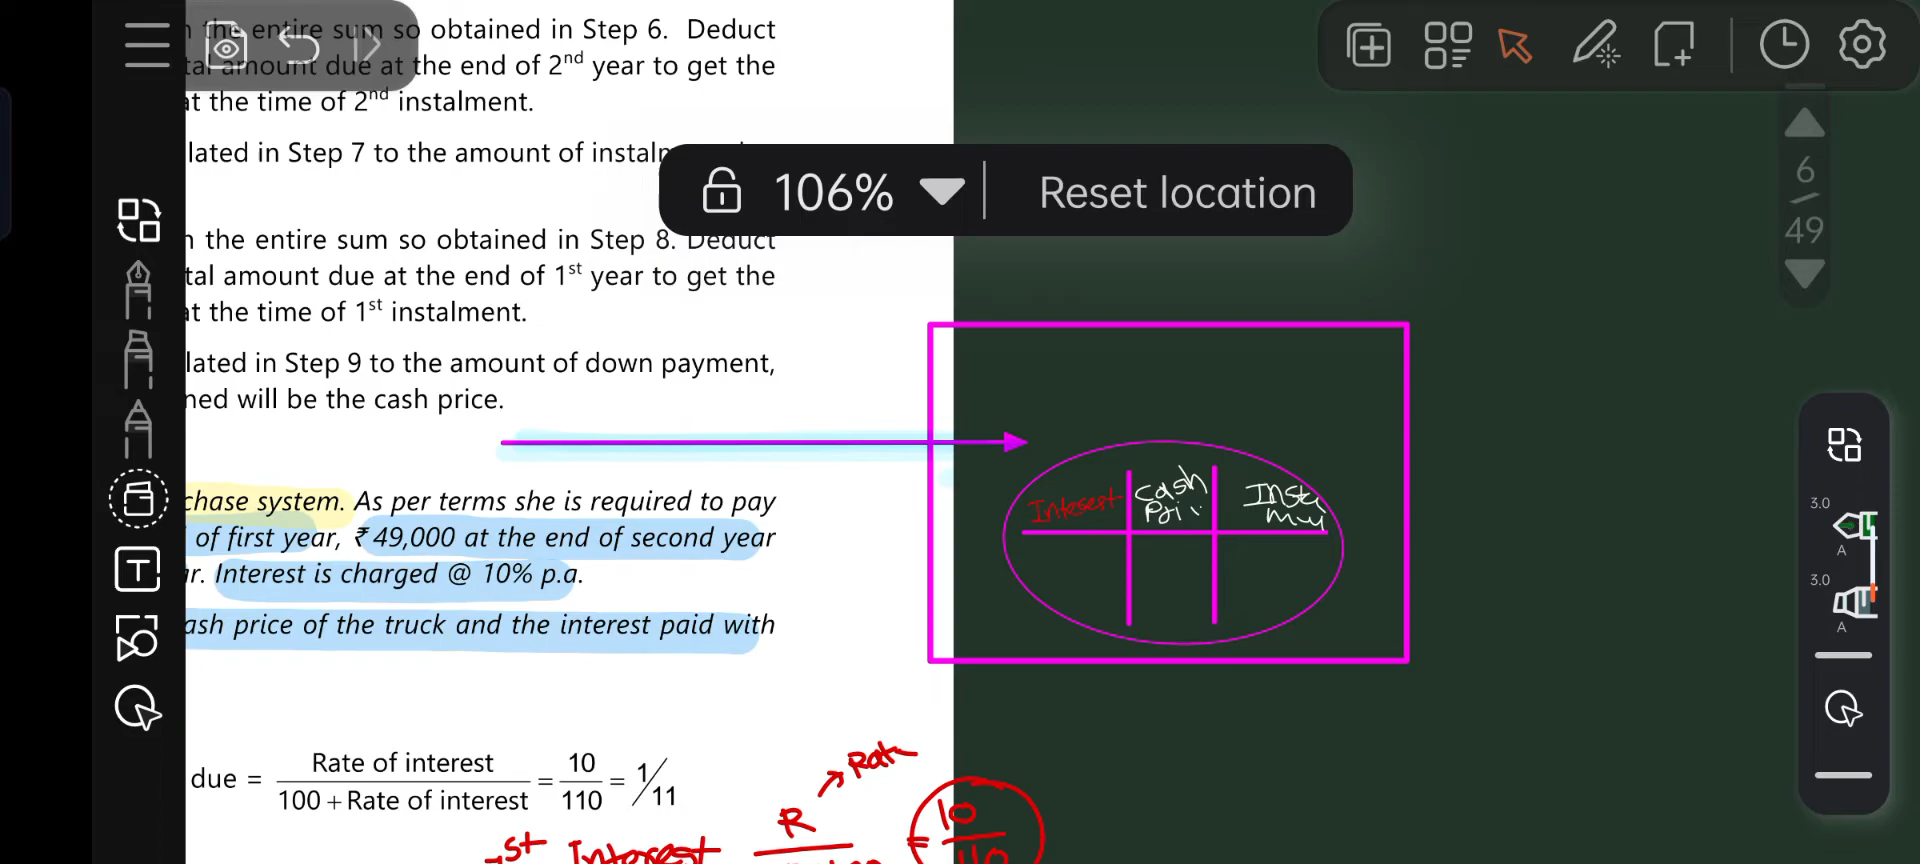 n the entire sum so obtained in Step 6. Deduct
tal amount due at the end of 2nd year to get the
at the time of 2nd instalment.
lated in Step 7 to the amount of instaln
106%
Reset location
n the entire sum so obtained in Step 8. Deduct
tal amount due at the end of 1st year to get the
at the time of 1st instalment.
lated in Step 9 to the amount of down payment,
ned will be the cash price.
chase system. As per terms she is required to pay
of first year, ₹ 49,000 at the end of second year
ar. Interest is charged @ 10% p.a.
ash price of the truck and the interest paid with
Interest
Cash
Pri.
due = Rate of interest / 100 + Rate of interest = 10 / 110 = 1/11
Rate
R
st Interest
= 10
110
6
49
3.0
A
3.0
A
T